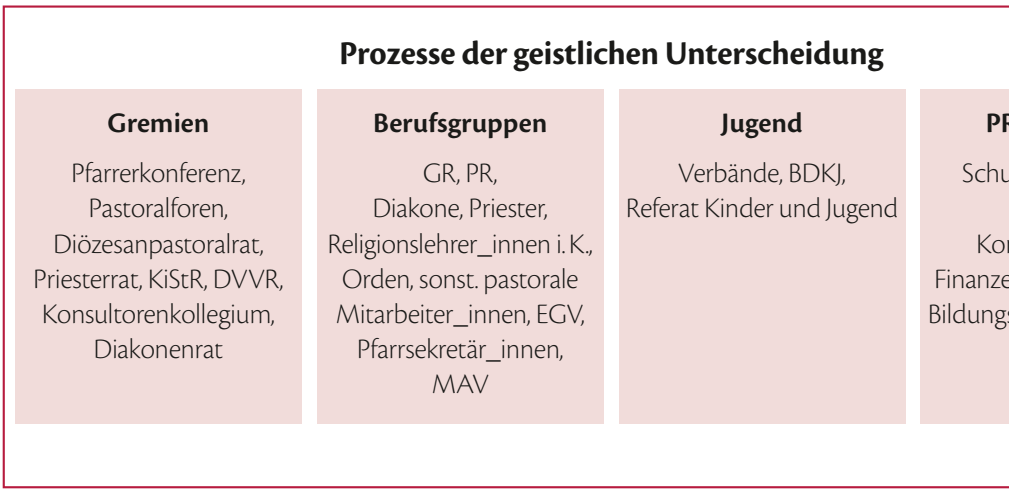 Prozesse der geistlichen Unterscheidung
Gremien
Pfarrerkonferenz,
Pastoralforen,
Diözesanpastoralrat,
Priesterrat, KiStR, DVVR,
Konsultorenkollegium,
Diakonenrat
Berufsgruppen
GR, PR,
Diakone, Priester,
Religionslehrer_innen i. K.,
Orden, sonst. pastorale
Mitarbeiter_innen, EGV,
Pfarrsekretär_innen,
MAV
Jugend
Verbände, BDKJ,
Referat Kinder und Jugend